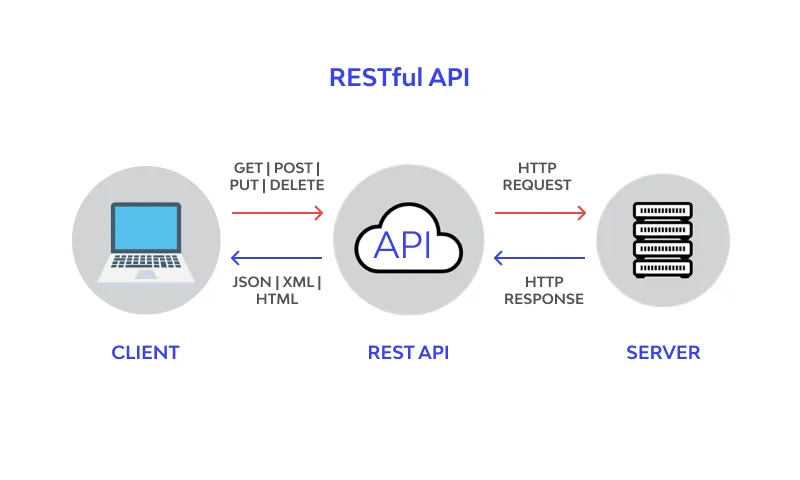 RESTful API
GET | POST |
PUT | DELETE
HTTP
REQUEST
API
JSON | XML |
HTML
HTTP
RESPONSE
CLIENT
REST API
SERVER